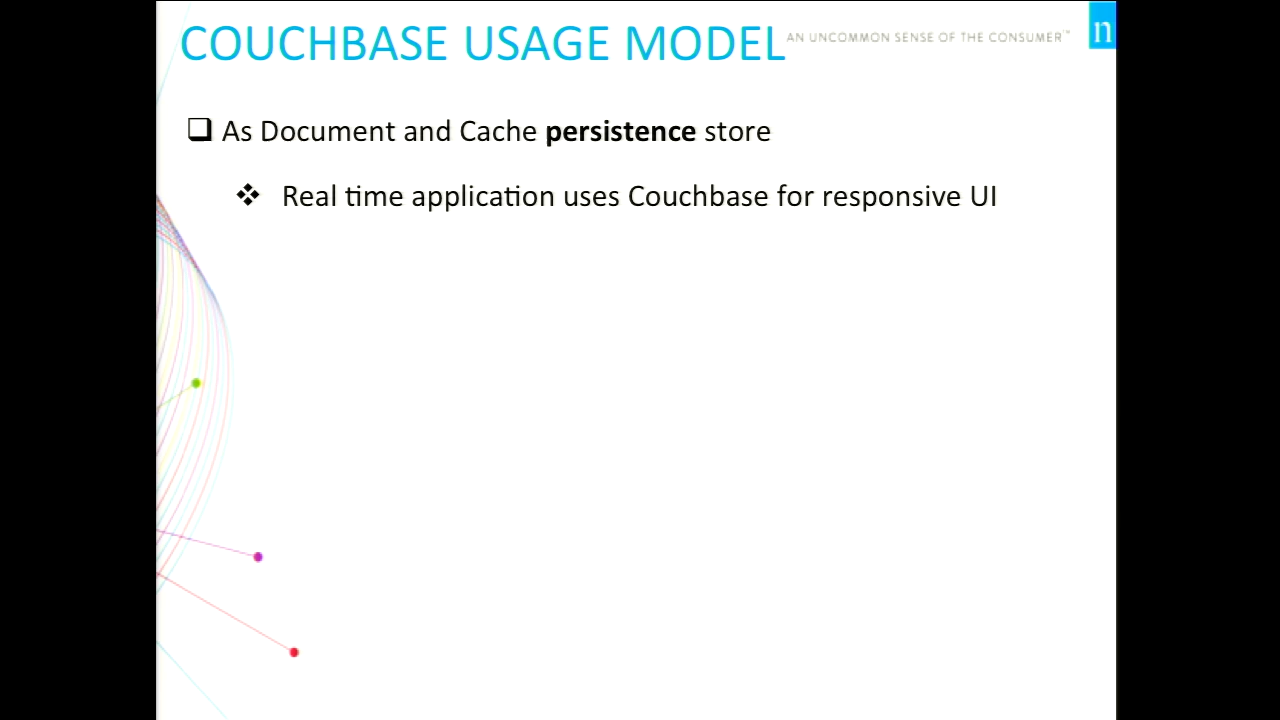 COUCHBASE USAGE MODEL
AN UNCOMMON SENSE OF THE CONSUMER™
n
As Document and Cache persistence store
Real time application uses Couchbase for responsive UI